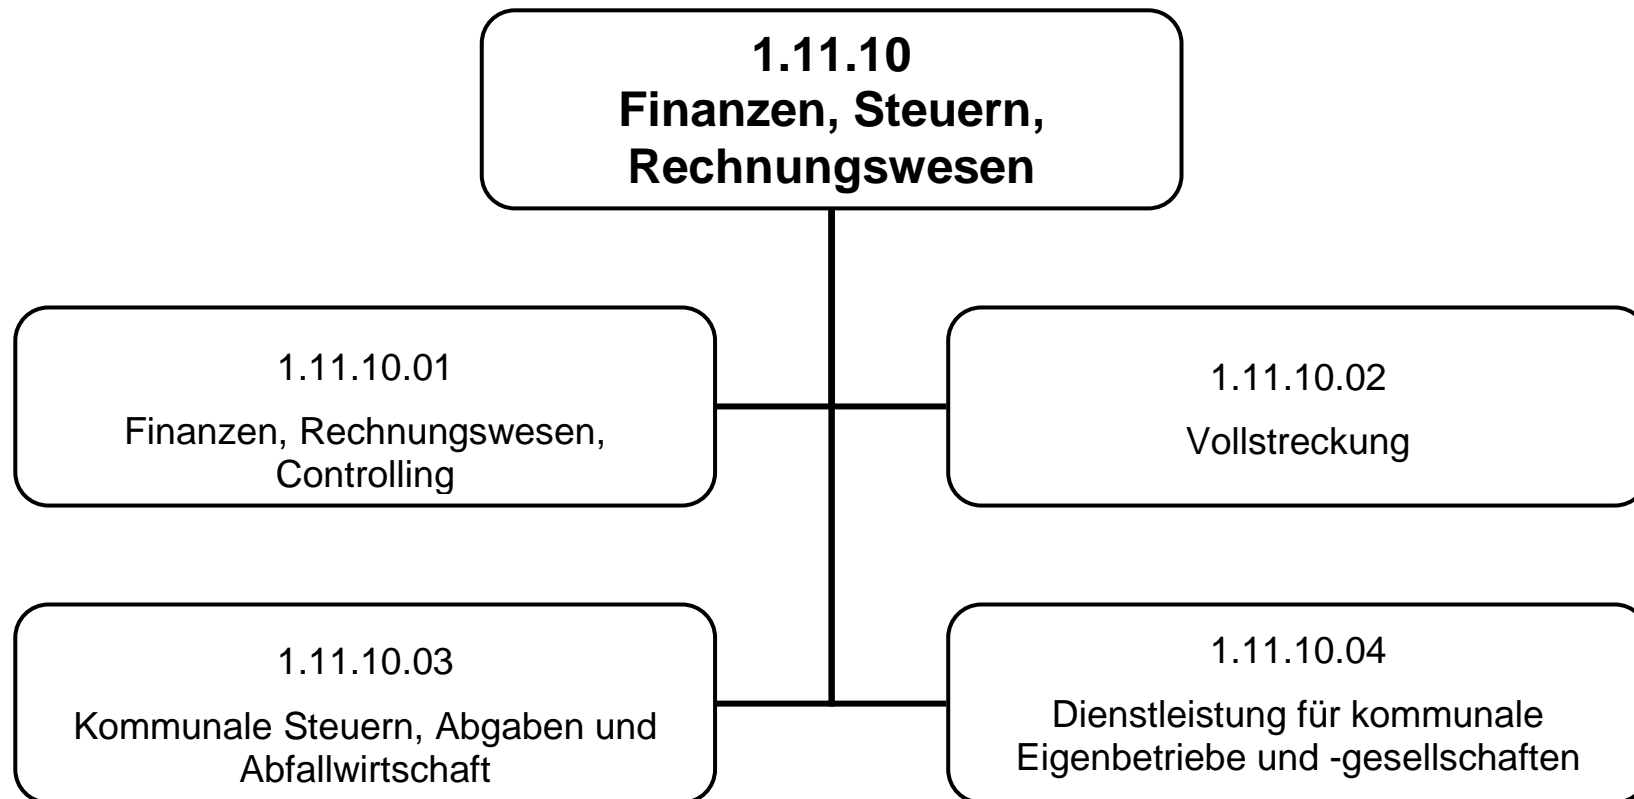 1.11.10
Finanzen, Steuern,
Rechnungswesen
1.11.10.01
Finanzen, Rechnungswesen,
Controlling
1.11.10.02
Vollstreckung
1.11.10.03
Kommunale Steuern, Abgaben und
Abfallwirtschaft
1.11.10.04
Dienstleistung für kommunale
Eigenbetriebe und -gesellschaften